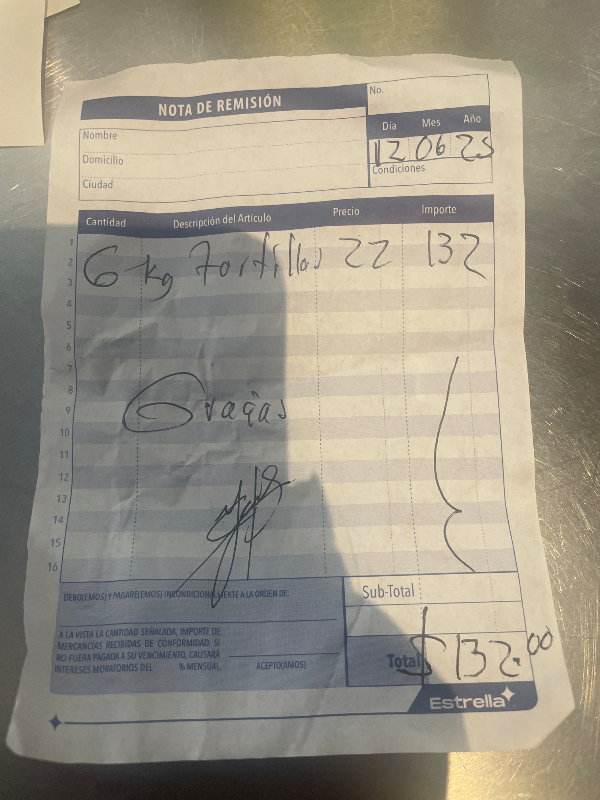 NOTA DE REMISIÓN
No.
Nombre
Domicilio
Ciudad
Día Mes Año
12 06 25
Condiciones
Cantidad Descripción del Artículo Precio Importe
1
2
3
4
5
6
7
8
9
10
11
12
13
14
15
16
6 kg Tortillas 22 132
Gracias
DEBO(EMOS) Y PAGARE(EMOS) INCONDICIONALMENTE A LA ORDEN DE:
A LA VISTA LA CANTIDAD SEÑALADA, IMPORTE DE
MERCANCÍAS RECIBIDAS DE CONFORMIDAD, SI
NO FUERA PAGADA A SU VENCIMIENTO, CAUSARA
INTERESES MORATORIOS DEL % MENSUAL. ACEPTO(AMOS)
Sub-Total
Total $132.00
Estrella